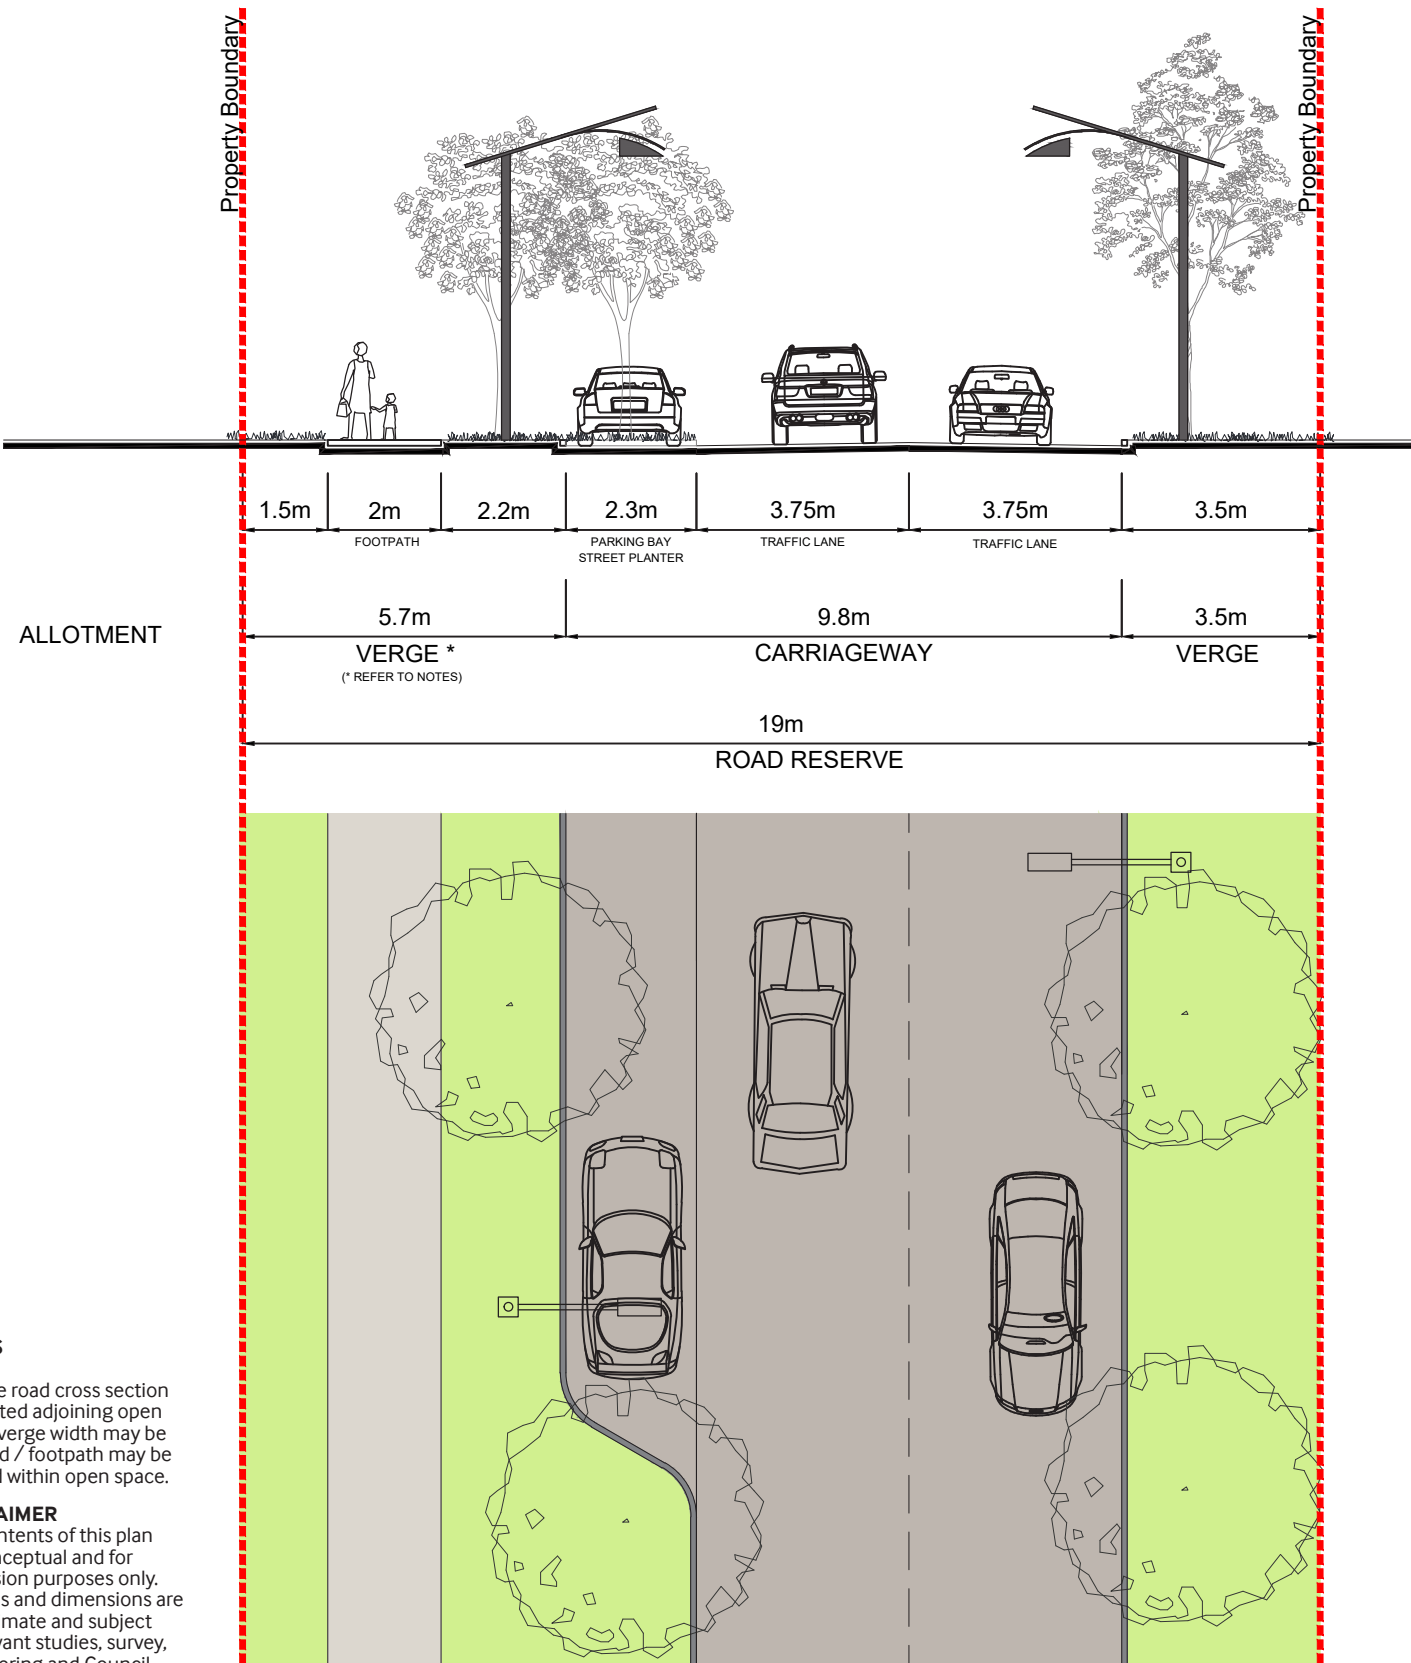 Property Boundary
Property Boundary
1.5m
2m
2.2m
2.3m
3.75m
3.75m
3.5m
FOOTPATH
PARKING BAY
STREET PLANTER
TRAFFIC LANE
TRAFFIC LANE
ALLOTMENT
5.7m
9.8m
3.5m
VERGE *
CARRIAGEWAY
VERGE
(* REFER TO NOTES)
19m
ROAD RESERVE
road cross section
adjoining open
verge width may be
/ footpath may be
within open space.
of this plan
and for
purposes only.
and dimensions are
and subject
studies, survey,
and Council